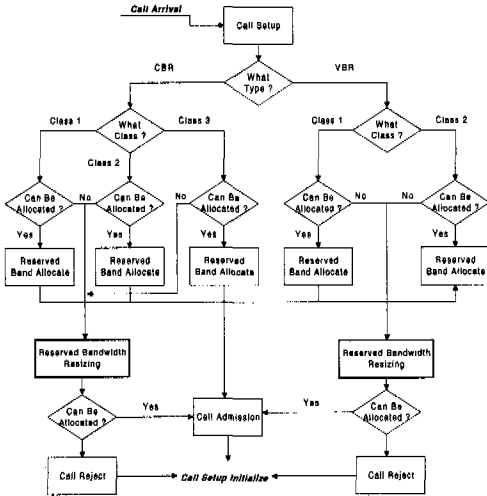 Call Arrival
Call Setup
CBR
What
Type ?
VBR
Class 1
What
Class ?
Class 3
Class 2
Class 1
What
Class ?
Class 2
Can Be
Allocated ?
No
Can Be
Allocated ?
No
Can Be
Allocated ?
Can Be
Allocated ?
No
No
Can Be
Allocated ?
Yes
Yes
Yes
Yes
Yes
Reserved
Band Allocate
Reserved
Band Allocate
Reserved
Band Allocate
Reserved
Band Allocate
Reserved
Band Allocate
Reserved Bandwidth
Resizing
Reserved Bandwidth
Resizing
Can Be
Allocated ?
Yes
Call Admission
Yes
Can Be
Allocated ?
Call Reject
Call Setup Initialize
Call Reject